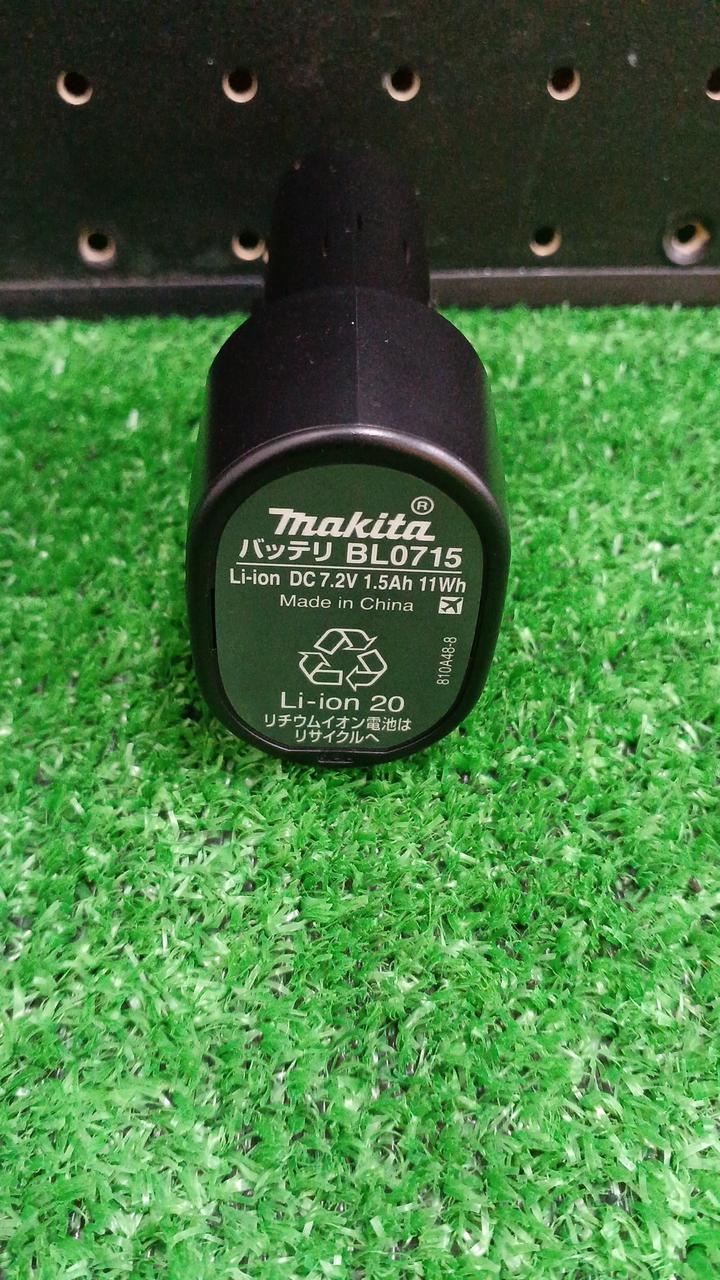 makita®
バッテリ BL0715
Li-ion DC 7.2V 1.5Ah 11Wh
Made in China
810A48-8
Li-ion 20
リチウムイオン電池は
リサイクルへ